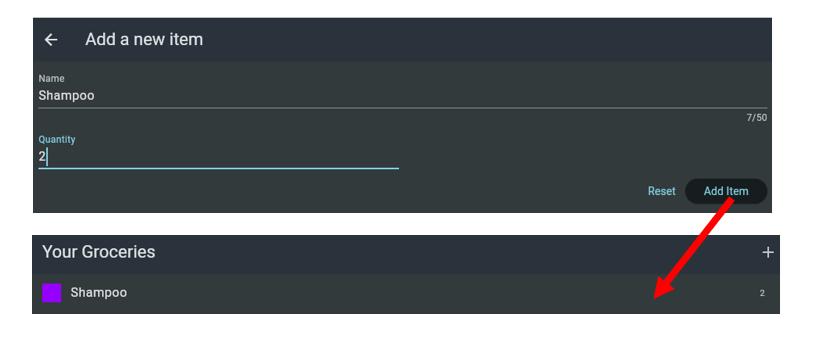 Add a new item
Name
Shampoo
7/50
Quantity
2
Reset Add Item
Your Groceries
Shampoo 2